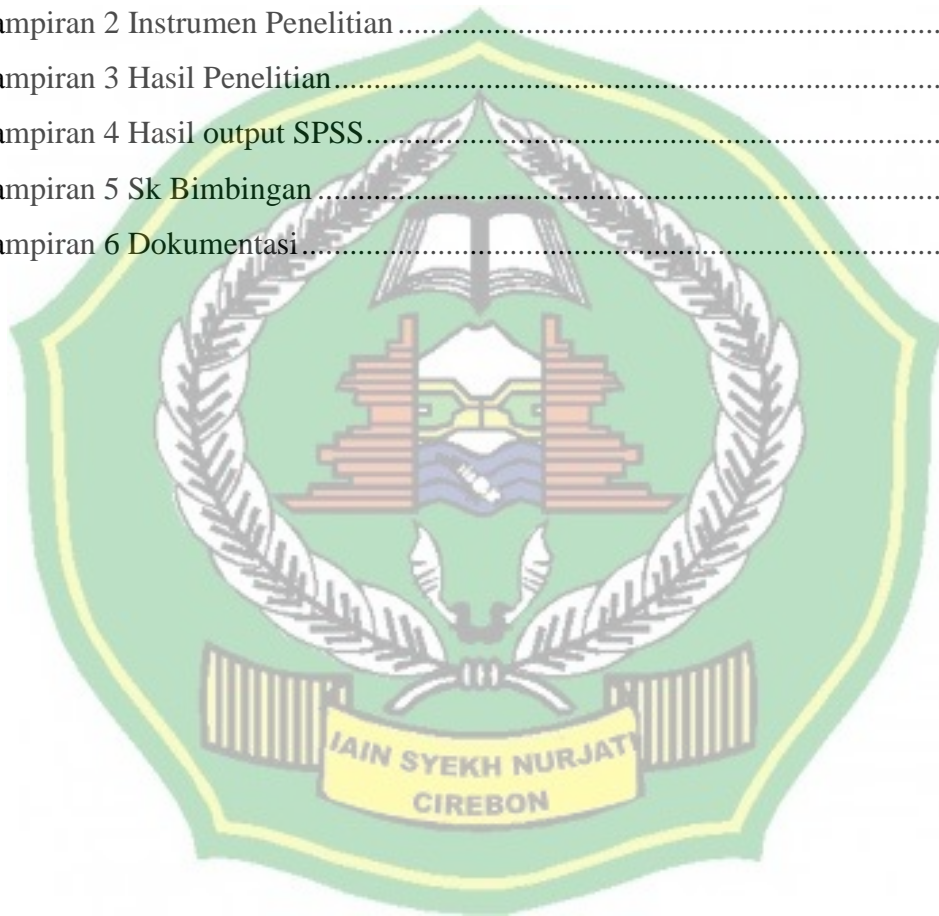 ampiran 2 Instrumen Penelitian ........................................................................
ampiran 3 Hasil Penelitian ........................................................................
ampiran 4 Hasil output SPSS ........................................................................
ampiran 5 Sk Bimbingan ........................................................................
ampiran 6 Dokumentasi ........................................................................
IAIN SYEKH NURJATI
CIREBON